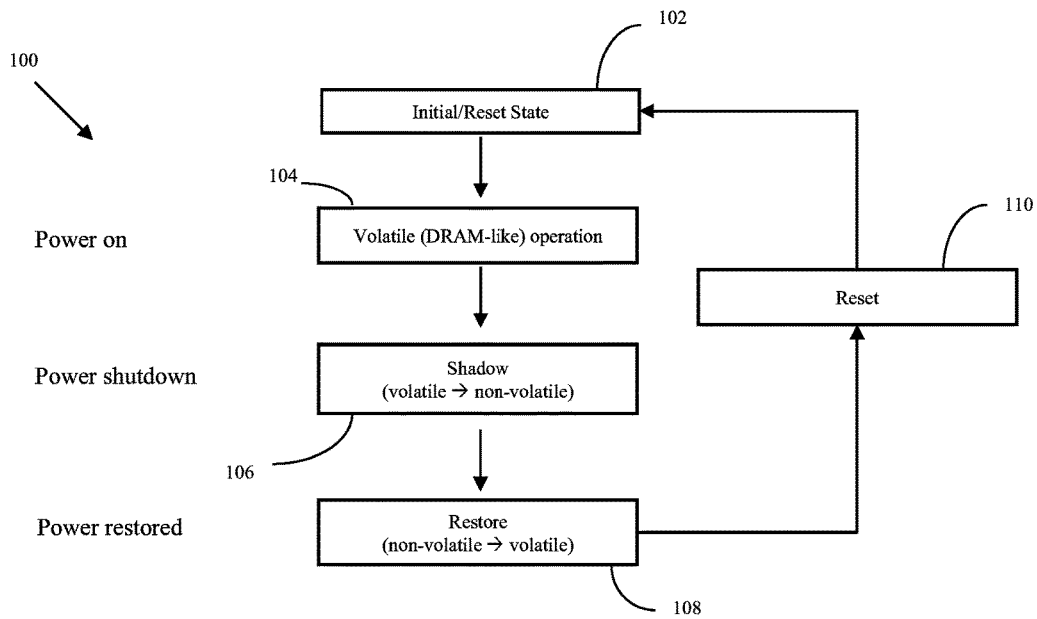 102
100
Initial/Reset State
104
110
Power on
Volatile (DRAM-like) operation
Reset
Power shutdown
Shadow
(volatile → non-volatile)
106
Power restored
Restore
(non-volatile → volatile)
108